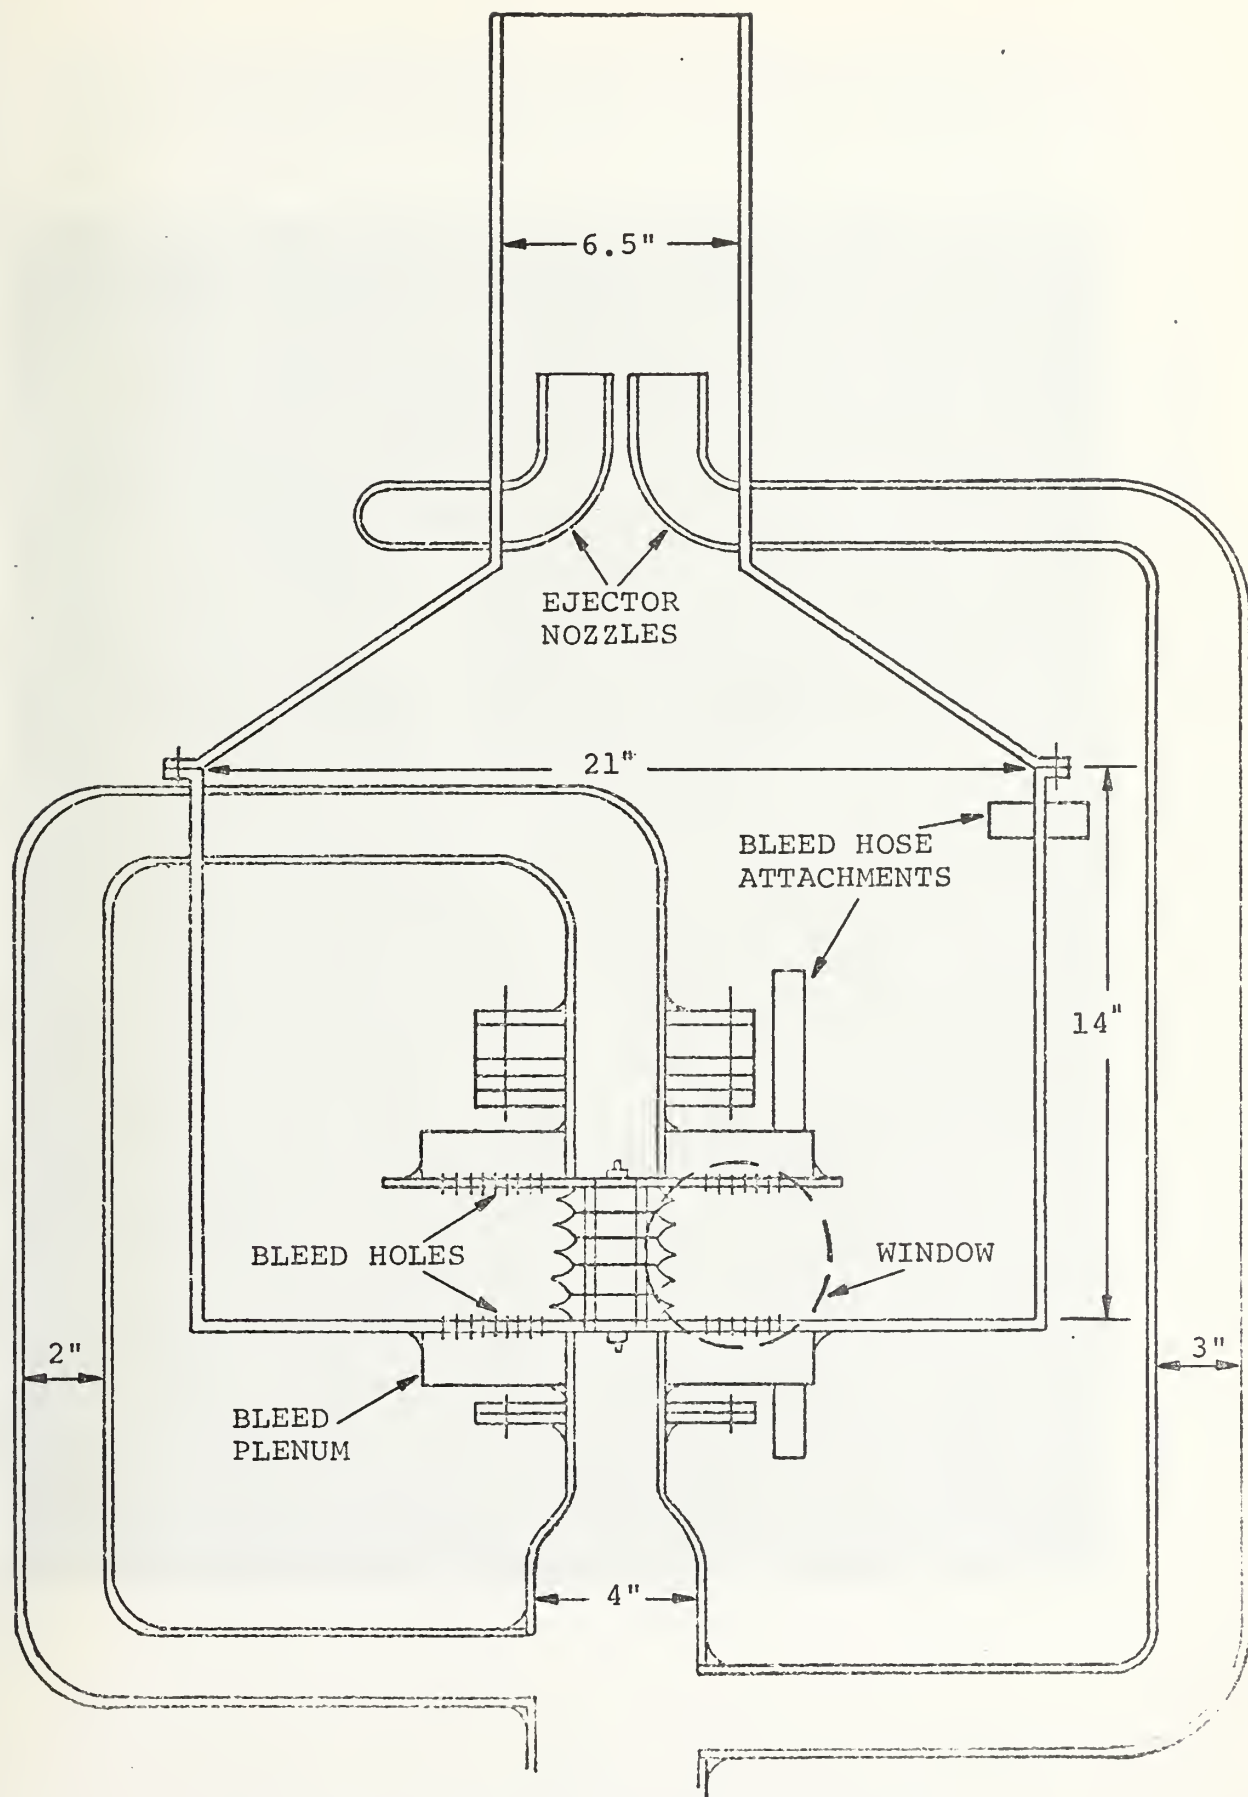 6.5"
EJECTOR
NOZZLES
21"
BLEED HOSE
ATTACHMENTS
14"
BLEED HOLES
WINDOW
2"
3"
BLEED
PLENUM
4"